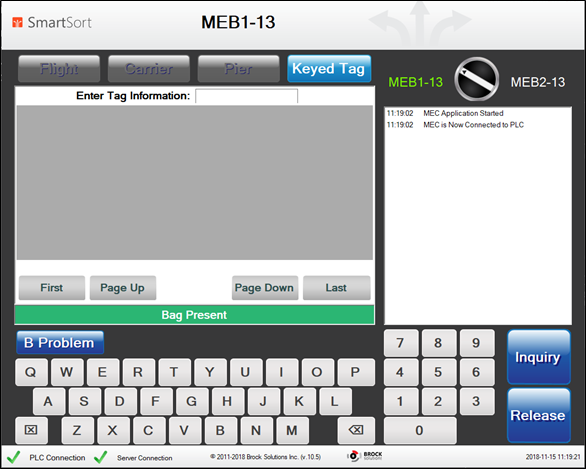 SmartSort
MEB1-13
Flight Carrier Pier Keyed Tag
MEB1-13 MEB2-13
Enter Tag Information:
11:19:02 MEC Application Started
11:19:02 MEC is Now Connected to PLC
First Page Up Page Down Last
Bag Present
B Problem
Q W E R T Y U I O P
A S D F G H J K L
Z X C V B N M
7 8 9
4 5 6
1 2 3
0
Inquiry
Release
PLC Connection Server Connection © 2011-2018 Brock Solutions Inc. (v.10.5) BROCK SOLUTIONS 2018-11-15 11:19:21